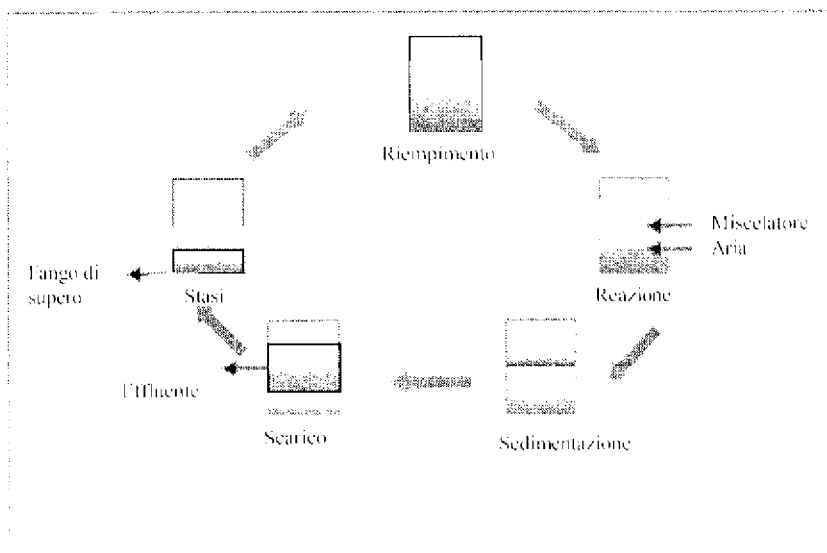 Riempimento
Miscelatore
Aria
Reazione
Fango di
supero
Stasi
Effluente
Scarico
Sedimentazione